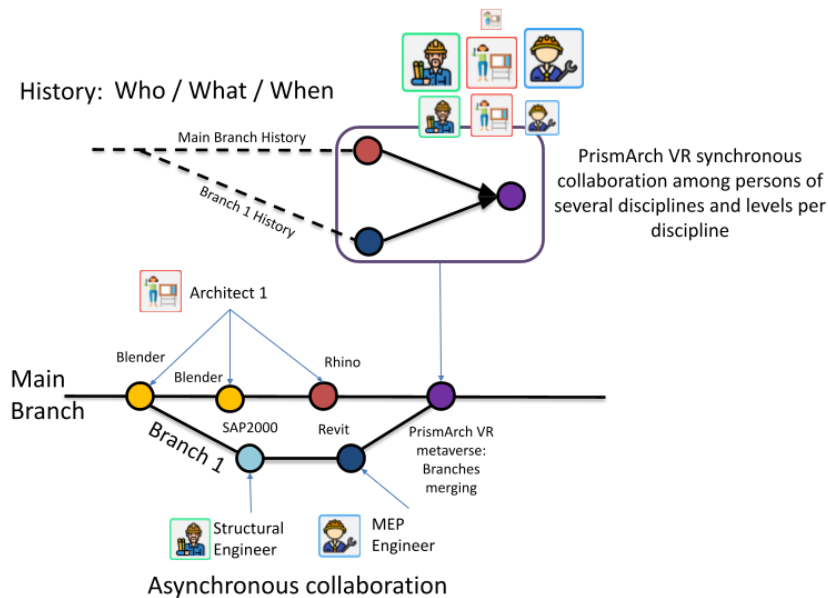 History: Who / What / When
Main Branch History
Branch 1 History
PrismArch VR synchronous
collaboration among persons of
several disciplines and levels per
discipline
Architect 1
Blender
Blender
Rhino
Main
Branch
Branch 1
SAP2000
Revit
PrismArch VR
metaverse:
Branches
merging
Structural
Engineer
MEP
Engineer
Asynchronous collaboration